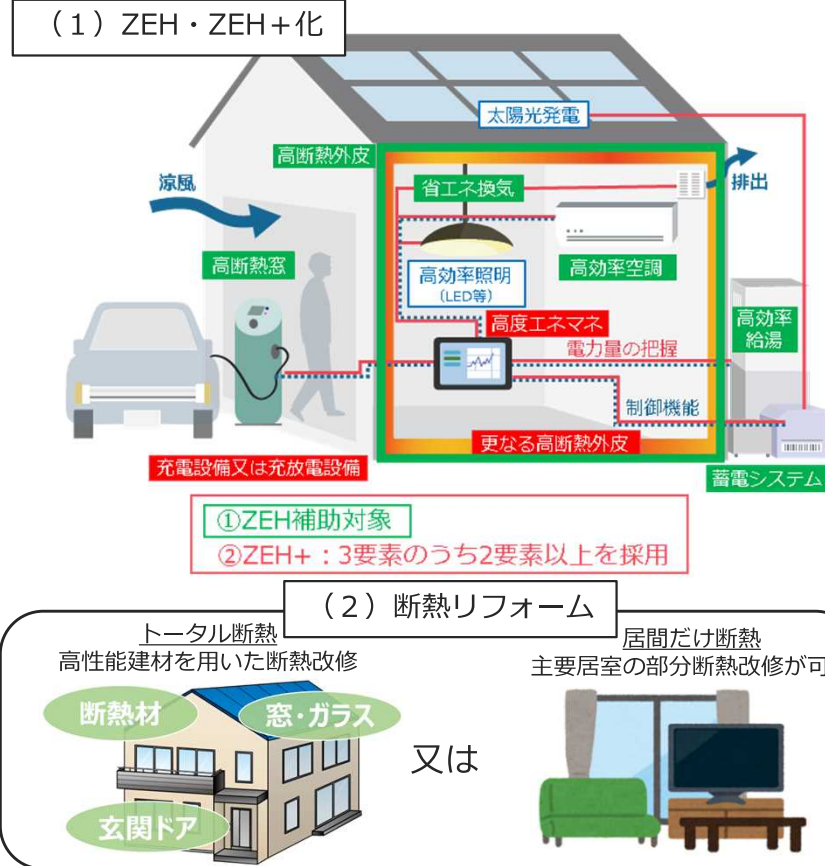 （１）ZEH・ZEH＋化
太陽光発電
高断熱外皮
涼風
省エネ換気
排出
高断熱窓
高効率照明
（LED等）
高効率空調
高度エネマネ
高効率
給湯
電力量の把握
制御機能
更なる高断熱外皮
充電設備又は充放電設備
蓄電システム
①ZEH補助対象
②ZEH+：3要素のうち2要素以上を採用
（２）断熱リフォーム
トータル断熱
高性能建材を用いた断熱改修
居間だけ断熱
主要居室の部分断熱改修が可
断熱材
窓・ガラス
又は
玄関ドア